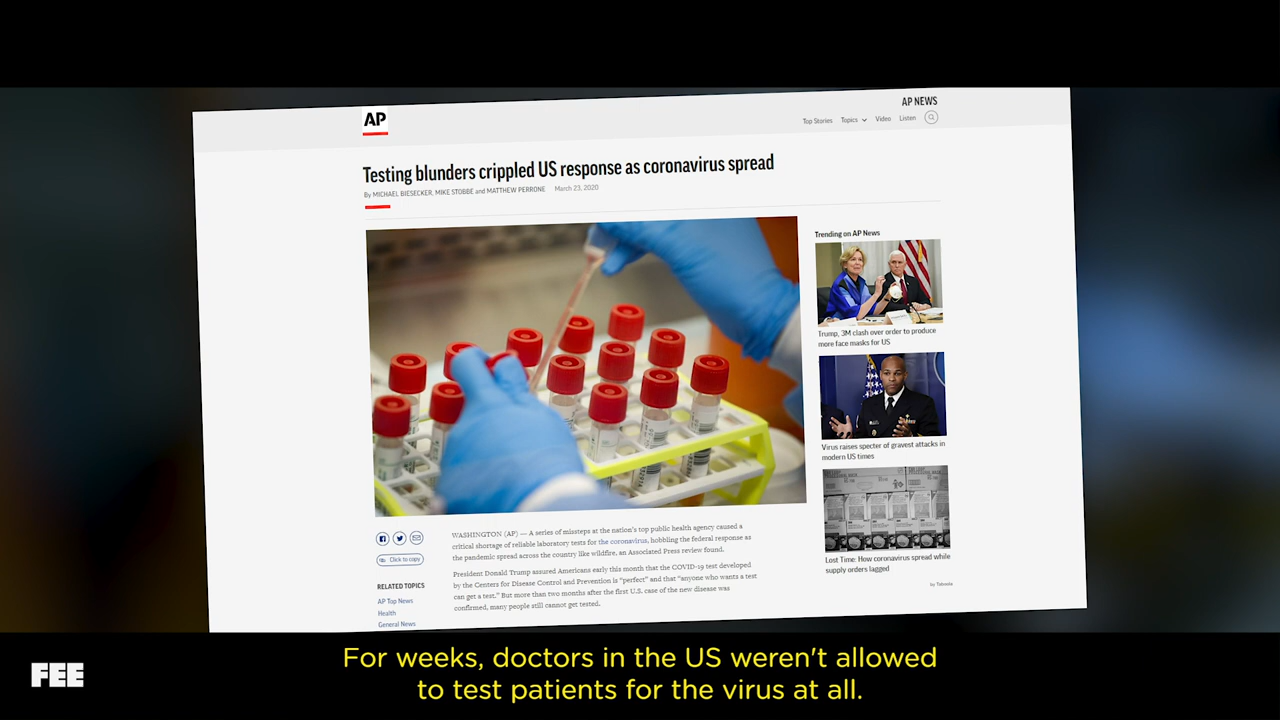 AP
AP NEWS
Top Stories Topics Video Listen
Testing blunders crippled US response as coronavirus spread
By MICHAEL BIESECKER, MIKE STOBBE and MATTHEW PERRONE March 23, 2020
Trending on AP News
Trump, 3M clash over order to produce
more face masks for US
Virus raises specter of gravest attacks in
modern US times
Lost Time: How coronavirus spread while
supply orders lagged
by Taboola
Click to copy
RELATED TOPICS
AP Top News
Health
General News
WASHINGTON (AP) — A series of missteps at the nation's top public health agency caused a
critical shortage of reliable laboratory tests for the coronavirus, hobbling the federal response as
the pandemic spread across the country like wildfire, an Associated Press review found.
President Donald Trump assured Americans early this month that the COVID-19 test developed
by the Centers for Disease Control and Prevention is "perfect" and that "anyone who wants a test
can get a test." But more than two months after the first U.S. case of the new disease was
confirmed, many people still cannot get tested.
FEE
For weeks, doctors in the US weren't allowed
to test patients for the virus at all.